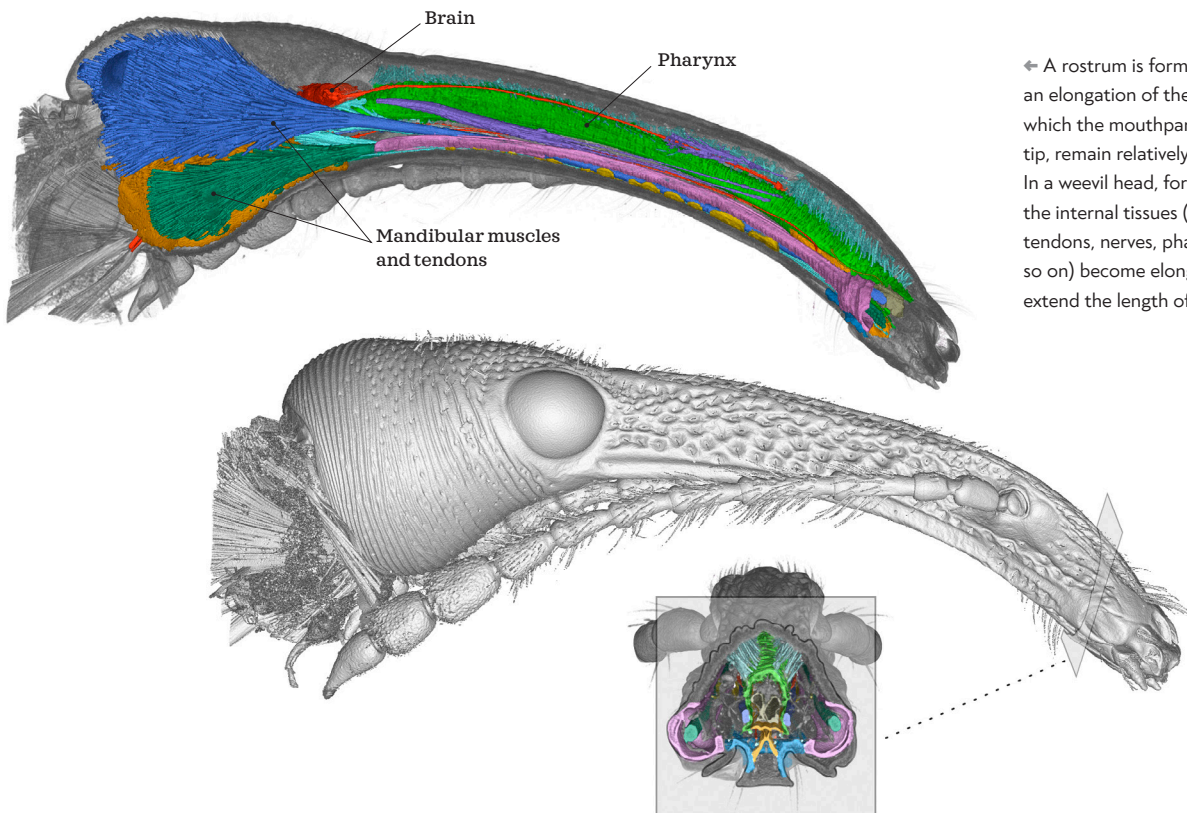 Brain
Pharynx
Mandibular muscles
and tendons
← A rostrum is form
an elongation of the
which the mouthpar
tip, remain relatively
In a weevil head, for
the internal tissues (
tendons, nerves, pha
so on) become elon
extend the length of